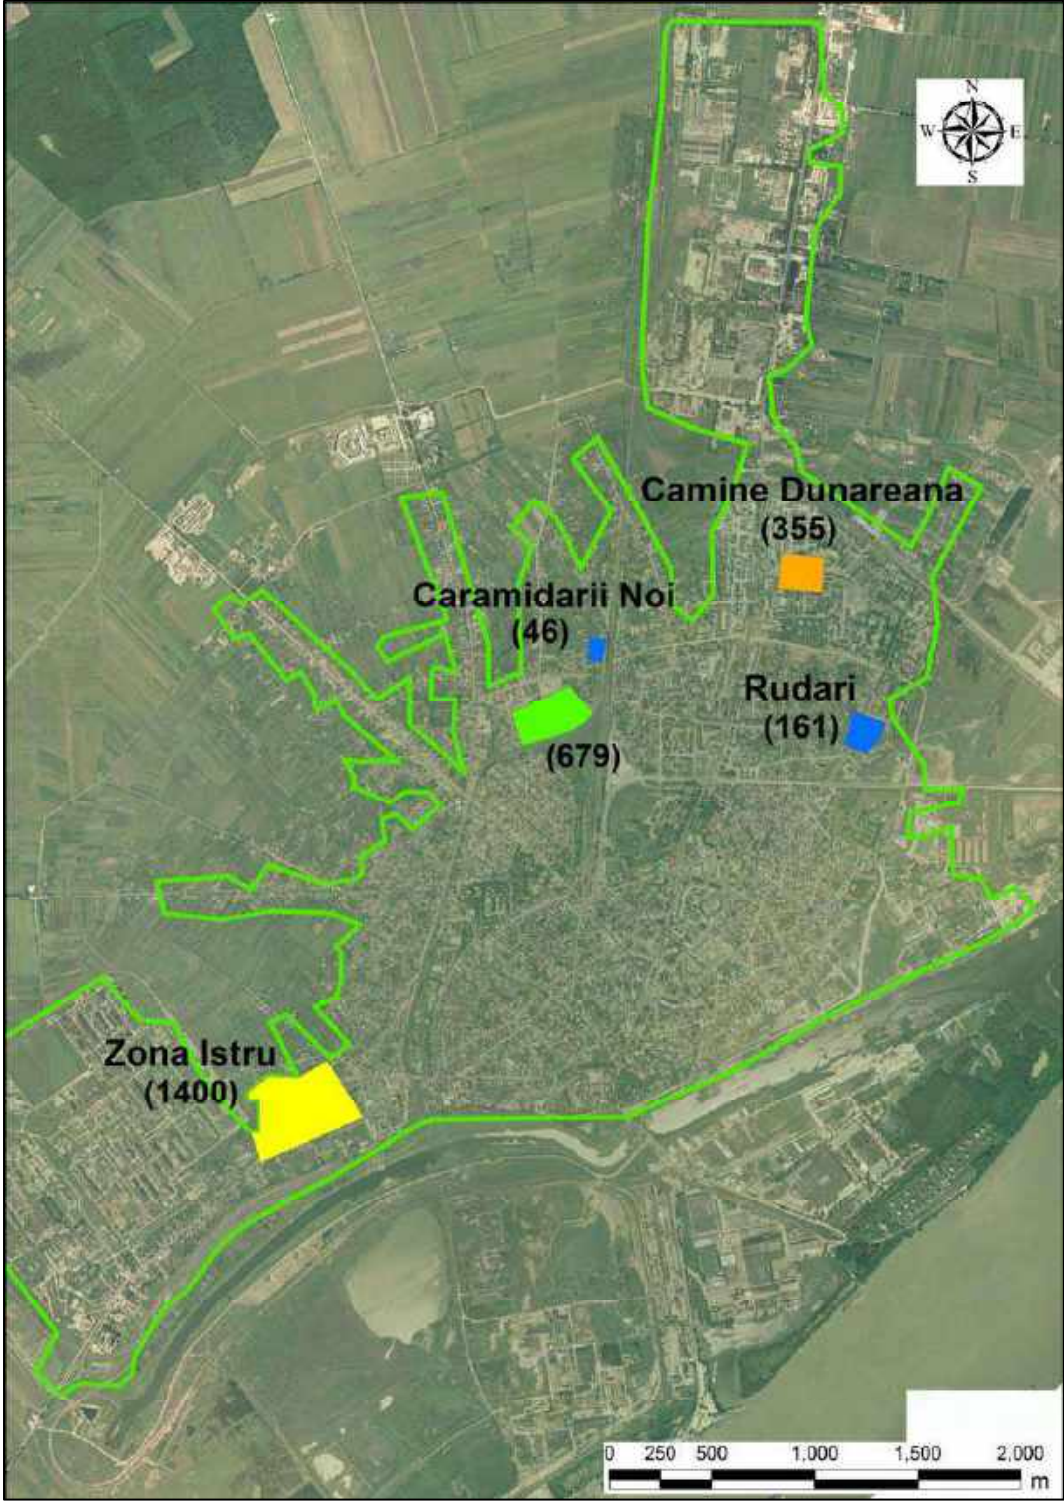 N
W E
S
Camine Dunareana
(355)
Caramidarii Noi
(46)
Rudari
(161)
(679)
Zona Istru
(1400)
0 250 500 1,000 1,500 2,000
m